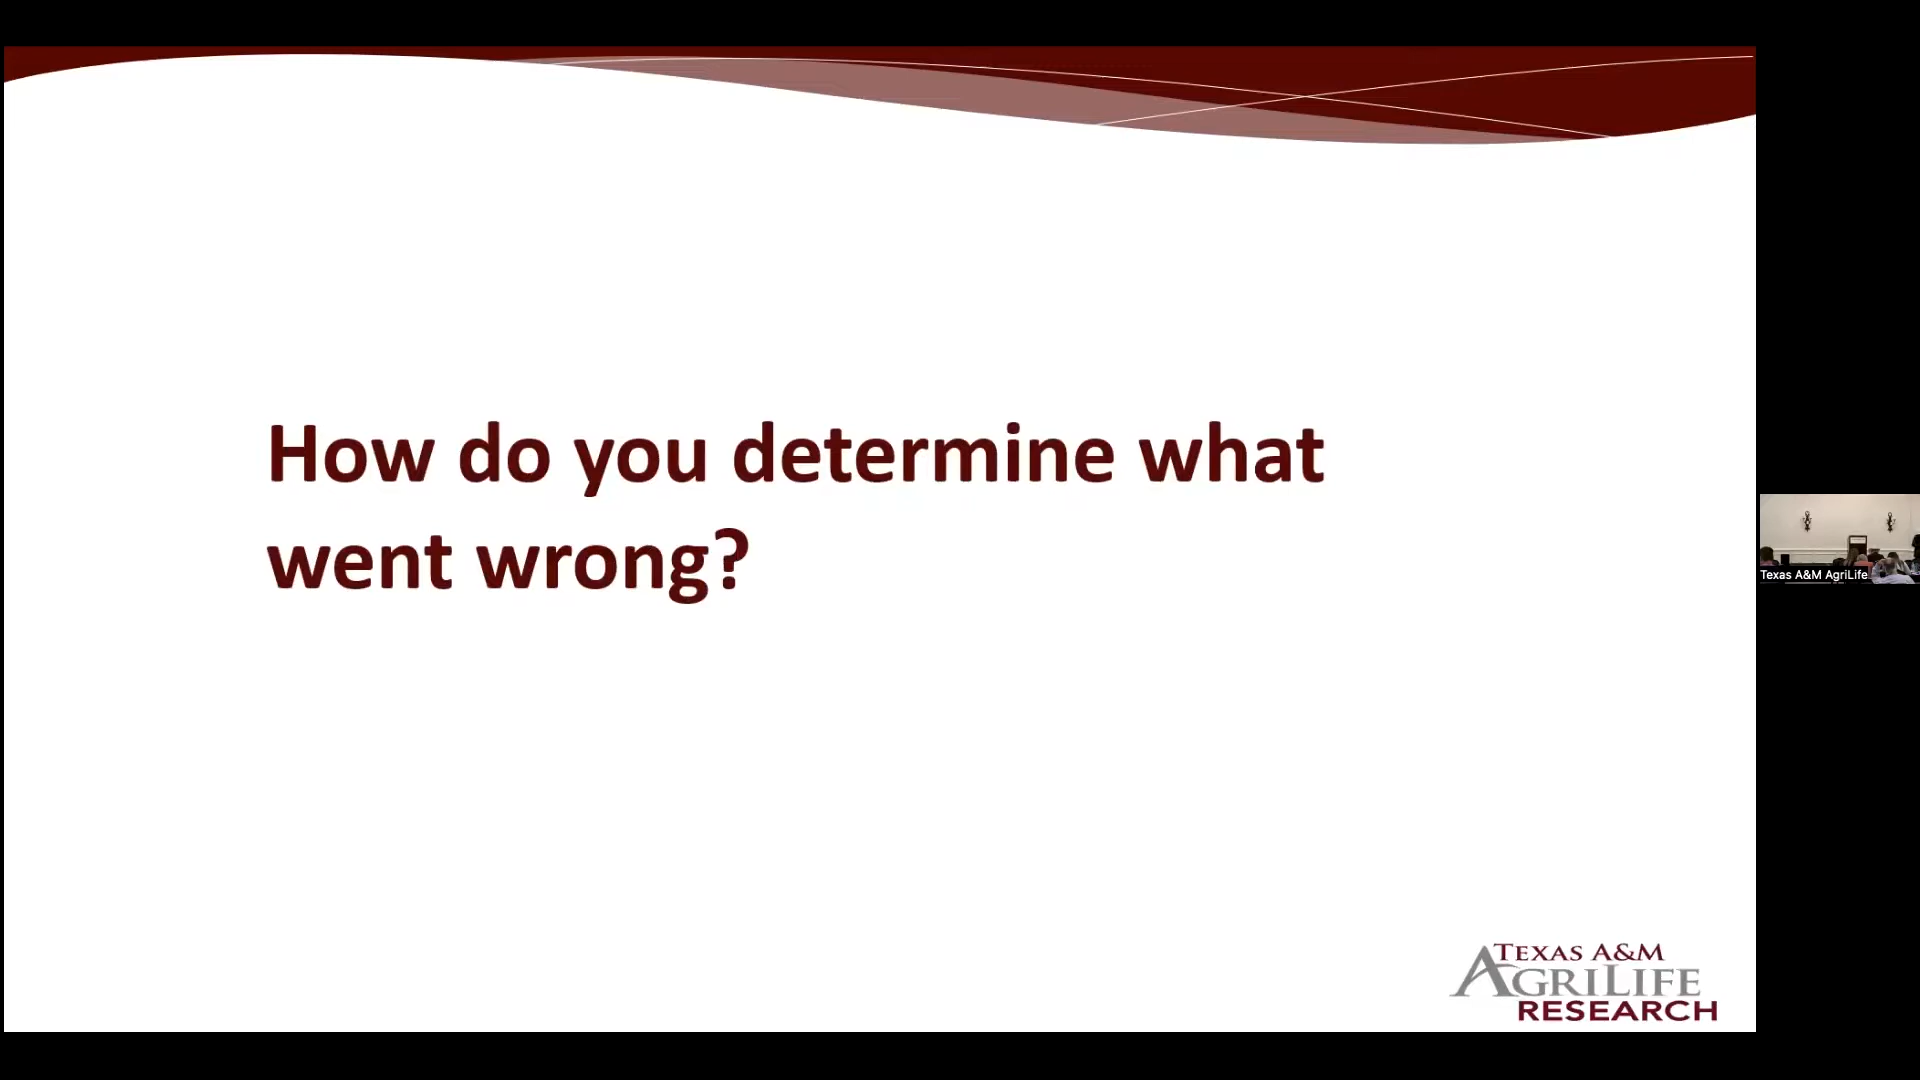 How do you determine what
went wrong?
Texas A&M AgriLife
TEXAS A&M
AGRILIFE
RESEARCH